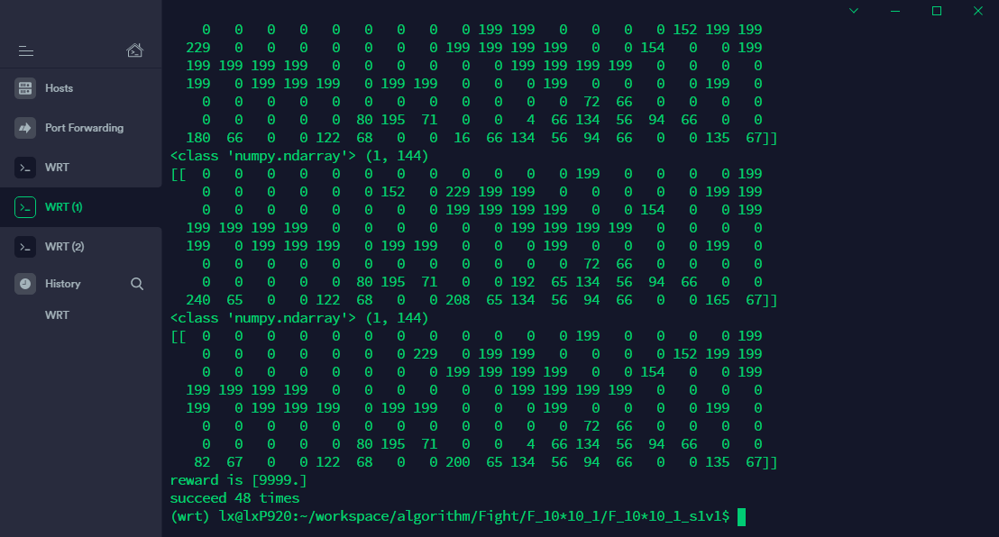 Hosts
Port Forwarding
WRT
WRT (1)
WRT (2)
History
WRT
0 0 0 0 0 0 0 0 0 199 199 0 0 0 0 152 199 199
229 0 0 0 0 0 0 0 199 199 199 199 0 0 154 0 0 199
199 199 199 199 0 0 0 0 0 0 199 199 199 199 0 0 0 0
199 0 199 199 199 0 199 199 0 0 0 199 0 0 0 0 199 0
0 0 0 0 0 0 0 0 0 0 0 0 72 66 0 0 0 0
0 0 0 0 0 80 195 71 0 0 4 66 134 56 94 66 0 0
180 66 0 0 122 68 0 0 16 66 134 56 94 66 0 0 135 67]]
<class 'numpy.ndarray'> (1, 144)
[[ 0 0 0 0 0 0 0 0 0 0 0 0 199 0 0 0 0 199
0 0 0 0 0 0 152 0 229 199 199 0 0 0 0 0 199 199
0 0 0 0 0 0 0 0 199 199 199 199 0 0 154 0 0 199
199 199 199 199 0 0 0 0 0 0 199 199 199 199 0 0 0 0
199 0 199 199 199 0 199 199 0 0 0 199 0 0 0 0 199 0
0 0 0 0 0 0 0 0 0 0 0 0 72 66 0 0 0 0
0 0 0 0 0 80 195 71 0 0 192 65 134 56 94 66 0 0
240 65 0 0 122 68 0 0 208 65 134 56 94 66 0 0 165 67]]
<class 'numpy.ndarray'> (1, 144)
[[ 0 0 0 0 0 0 0 0 0 0 0 0 199 0 0 0 0 199
0 0 0 0 0 0 0 229 0 199 199 0 0 0 0 152 199 199
0 0 0 0 0 0 0 0 199 199 199 199 0 0 154 0 0 199
199 199 199 199 0 0 0 0 0 0 199 199 199 199 0 0 0 0
199 0 199 199 199 0 199 199 0 0 0 199 0 0 0 0 199 0
0 0 0 0 0 0 0 0 0 0 0 0 72 66 0 0 0 0
0 0 0 0 0 80 195 71 0 0 4 66 134 56 94 66 0 0
82 67 0 0 122 68 0 0 200 65 134 56 94 66 0 0 135 67]]
reward is [9999.]
succeed 48 times
(wrt) lx@lxP920:~/workspace/algorithm/Fight/F_10*10_1/F_10*10_1_s1v1$